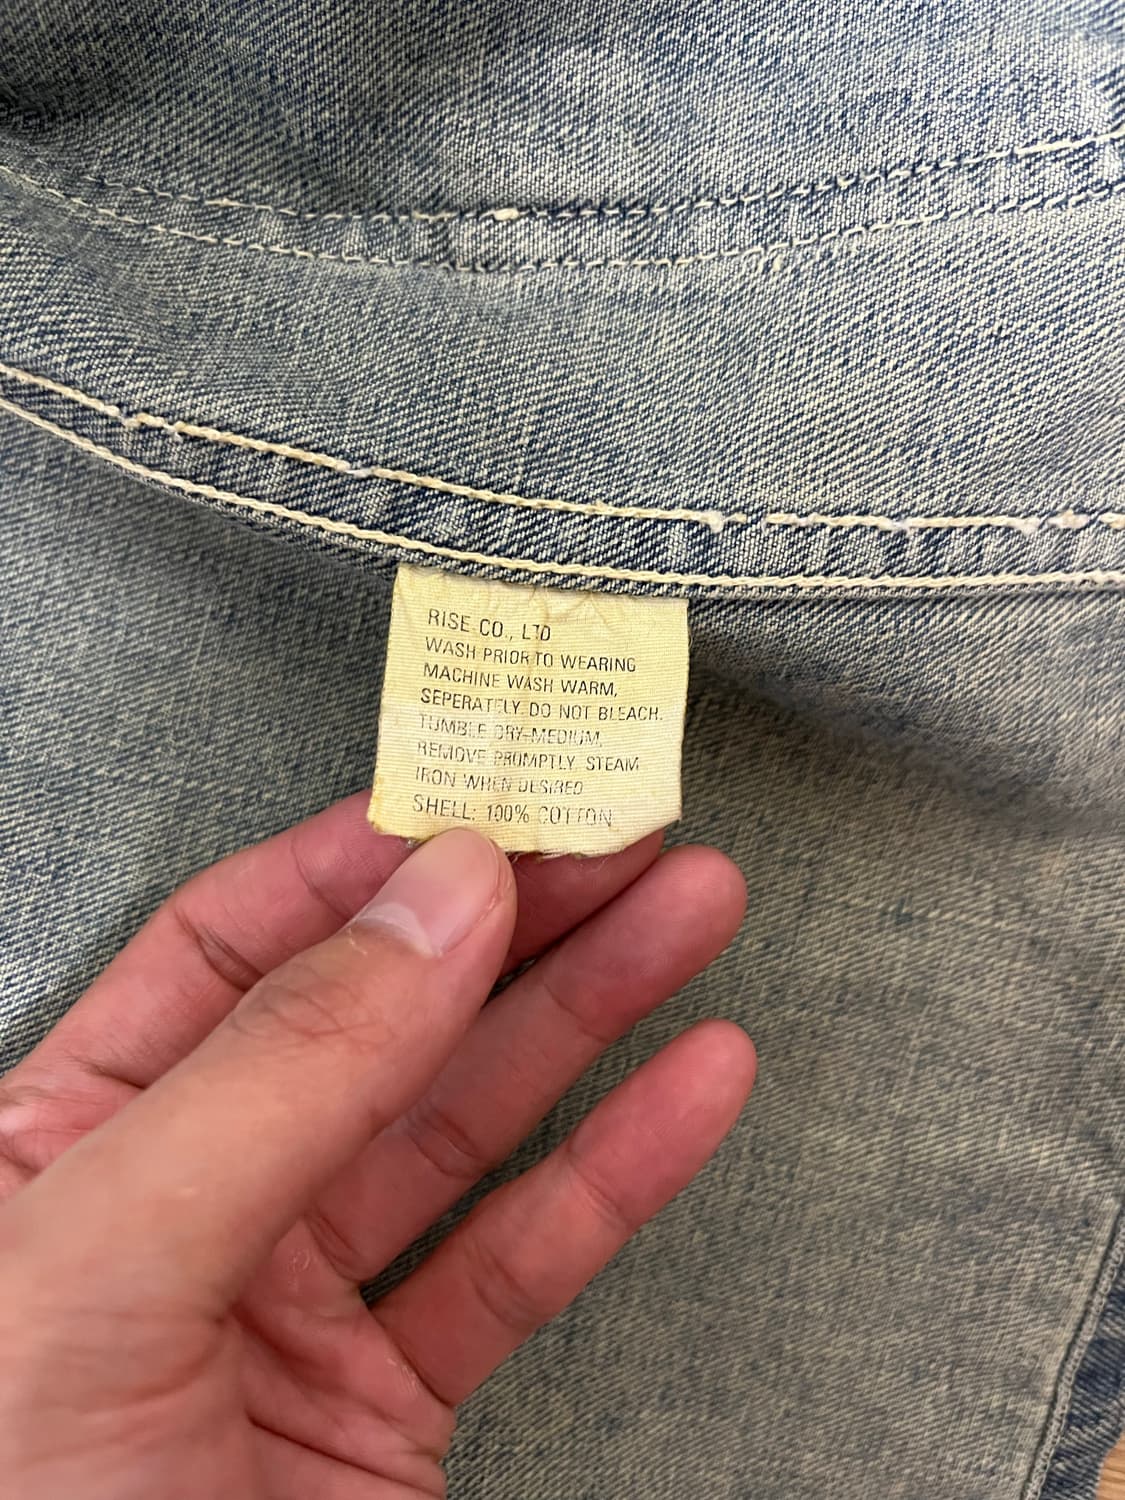 RISE CO., LTD
WASH PRIOR TO WEARING
MACHINE WASH WARM,
SEPERATELY DO NOT BLEACH.
TUMBLE DRY-MEDIUM,
REMOVE PROMPTLY STEAM
IRON WHEN DESIRED
SHELL: 100% COTTON